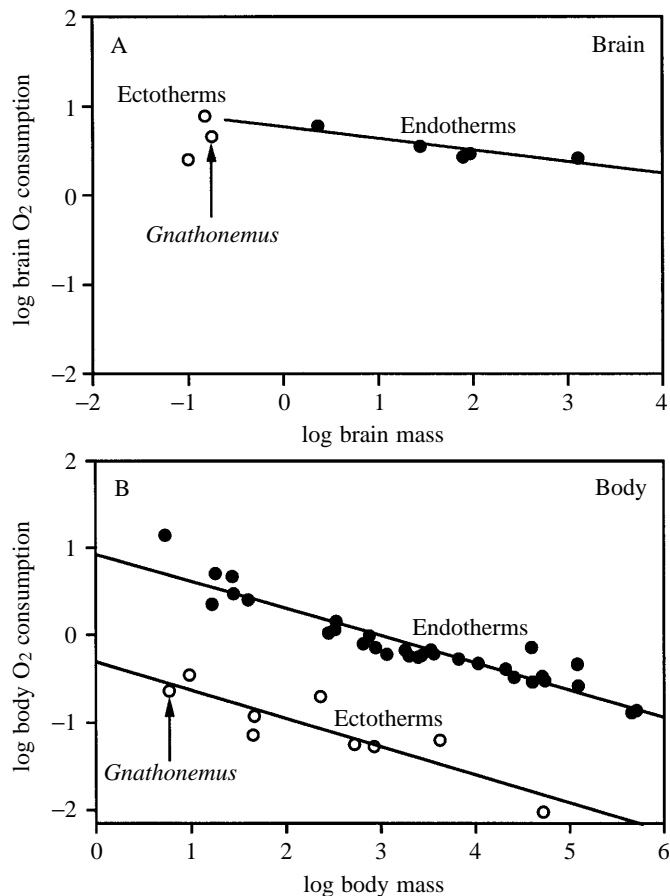 2
A
Brain
Ectotherms
1
Endotherms
0
Gnathonemus
−1
−2
log brain O2 consumption
−2
−1
0
1
2
3
4
log brain mass
2
B
Body
1
Endotherms
0
Ectotherms
−1
Gnathonemus
−2
log body O2 consumption
0
1
2
3
4
5
6
log body mass